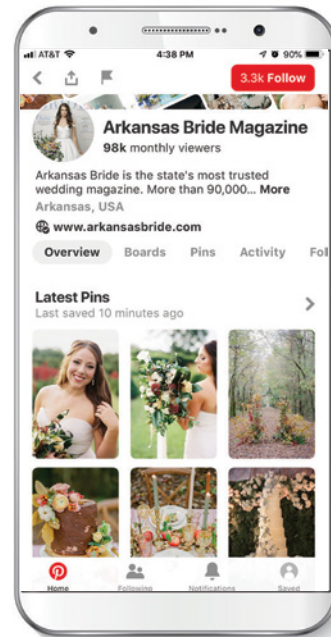 AT&T 4:38 PM 90%
3.3k Follow
Arkansas Bride Magazine
98k monthly viewers
Arkansas Bride is the state's most trusted
wedding magazine. More than 90,000... More
Arkansas, USA
www.arkansasbride.com
Overview Boards Pins Activity Fol
Latest Pins
Last saved 10 minutes ago
Home Following Notifications Saved